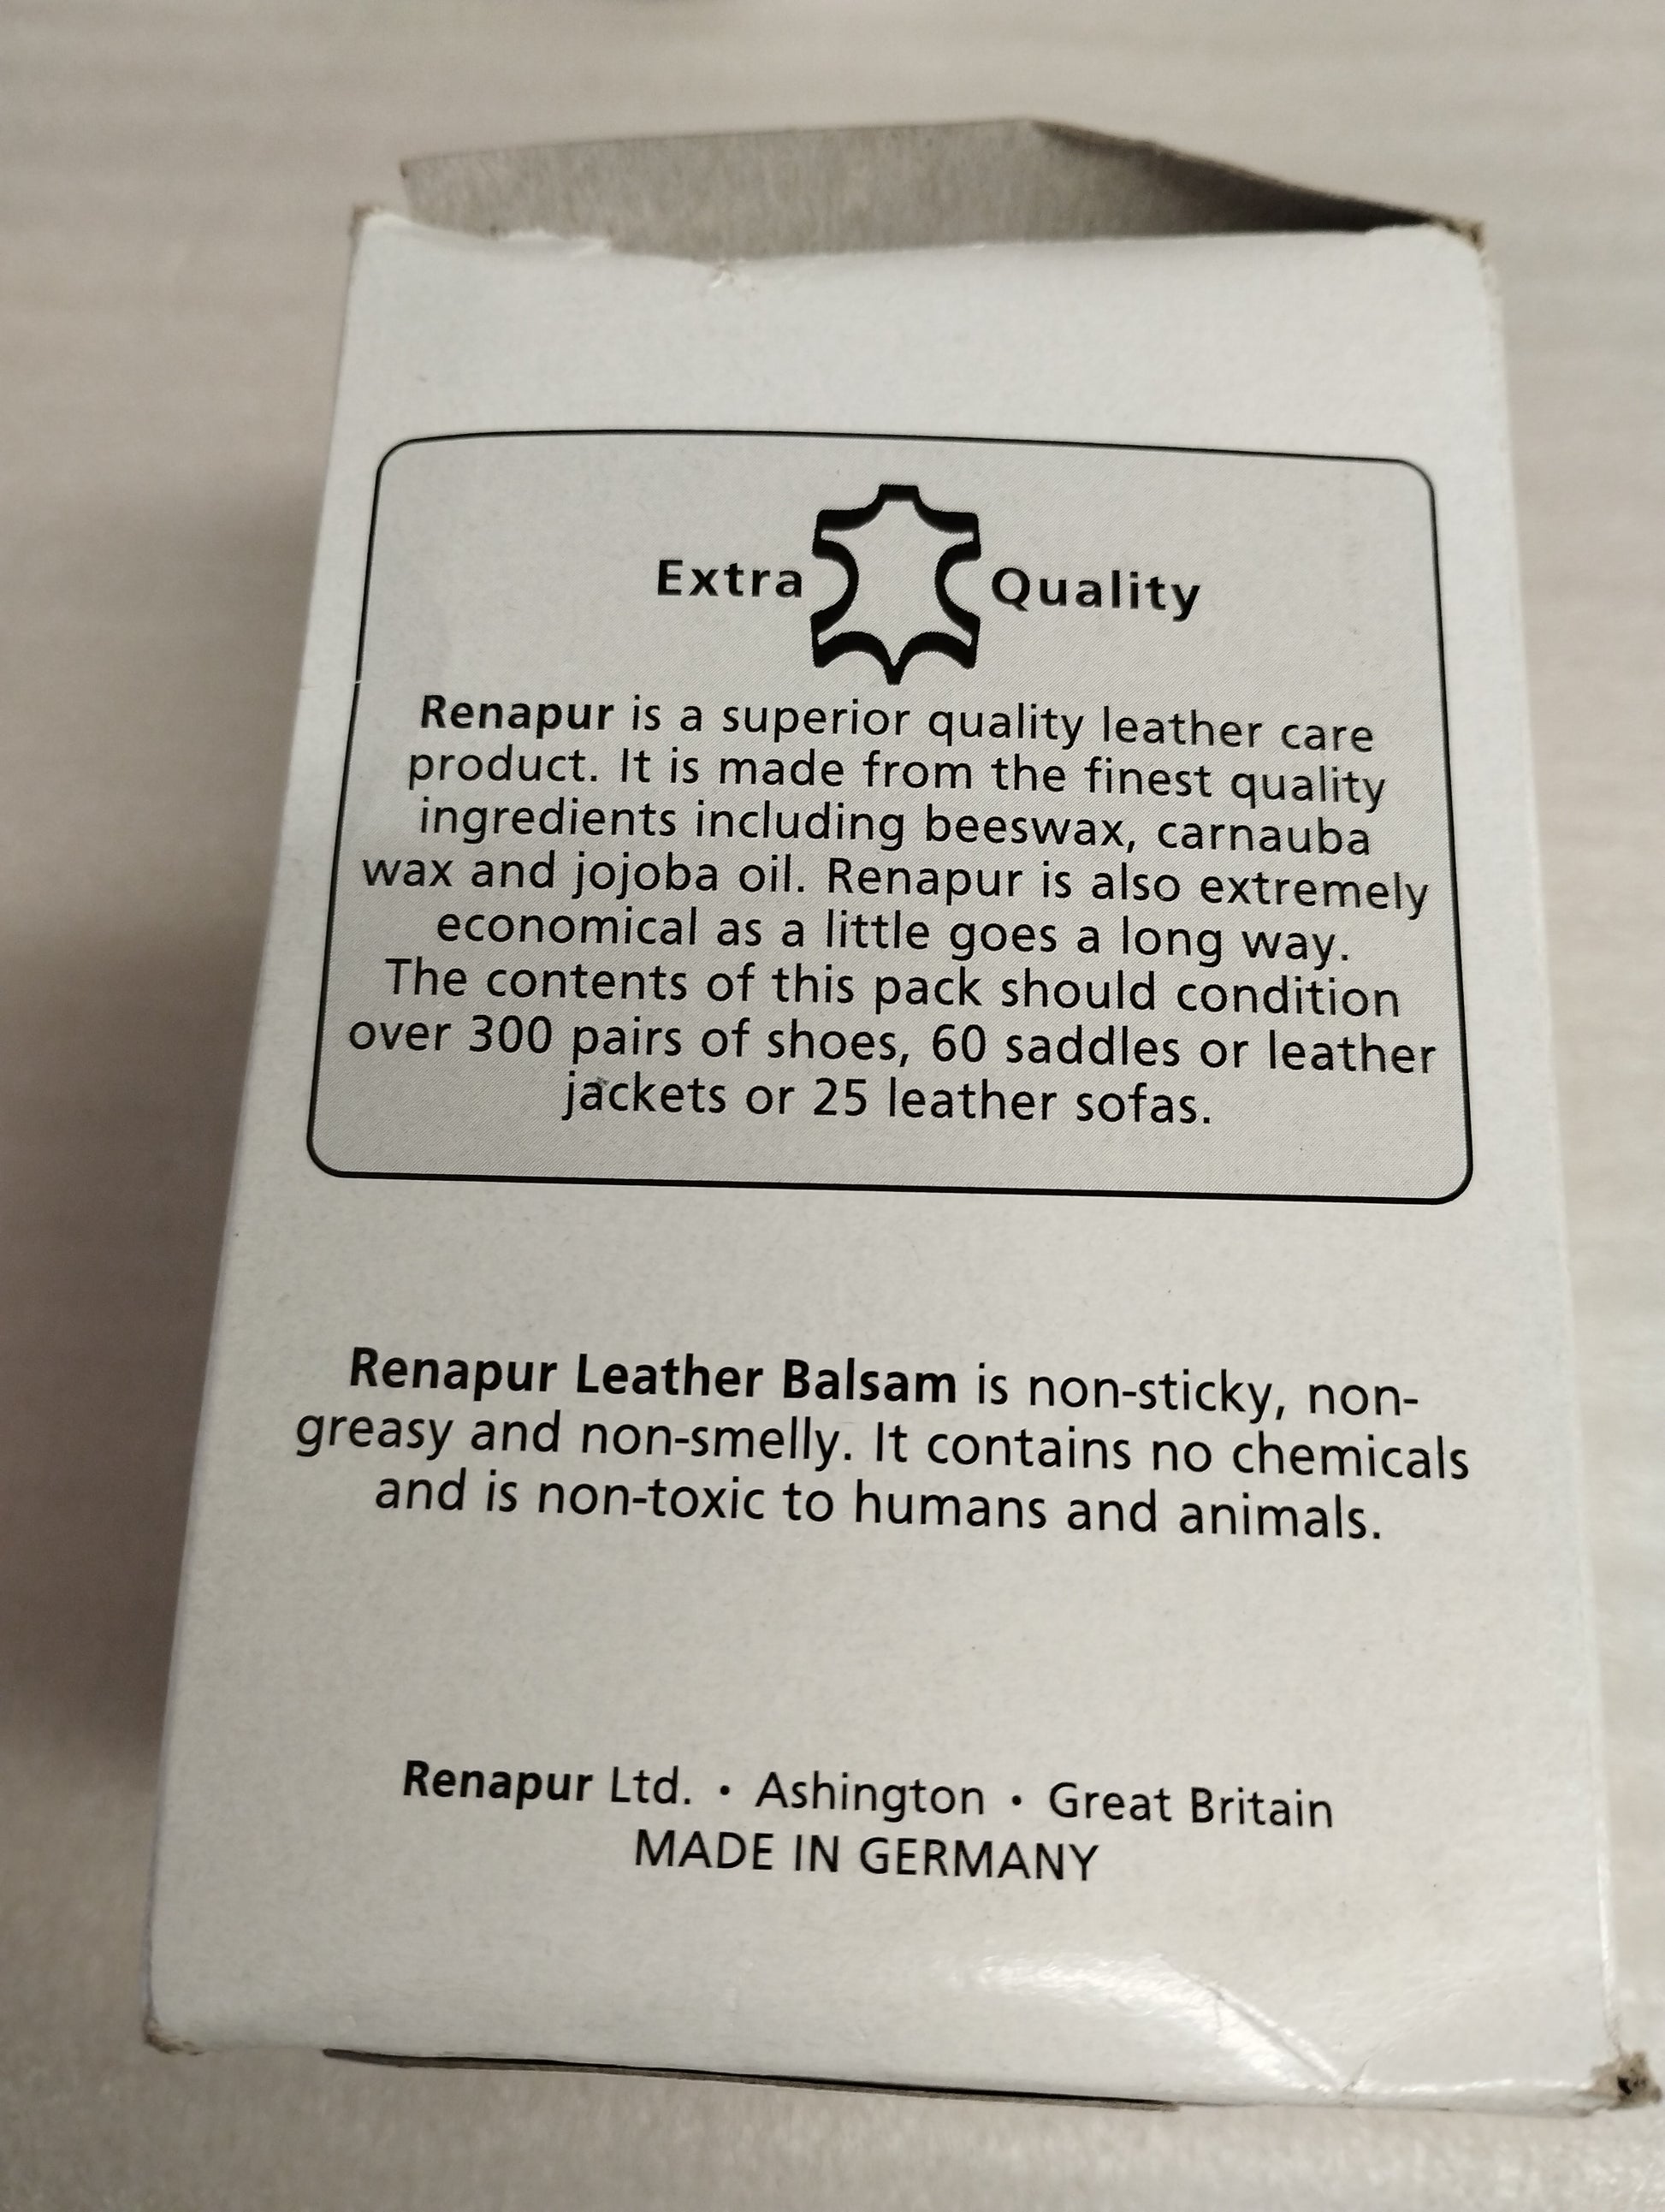 Extra Quality
Renapur is a superior quality leather care
product. It is made from the finest quality
ingredients including beeswax, carnauba
wax and jojoba oil. Renapur is also extremely
economical as a little goes a long way.
The contents of this pack should condition
over 300 pairs of shoes, 60 saddles or leather
jackets or 25 leather sofas.
Renapur Leather Balsam is non-sticky, non-
greasy and non-smelly. It contains no chemicals
and is non-toxic to humans and animals.
Renapur Ltd. • Ashington • Great Britain
MADE IN GERMANY